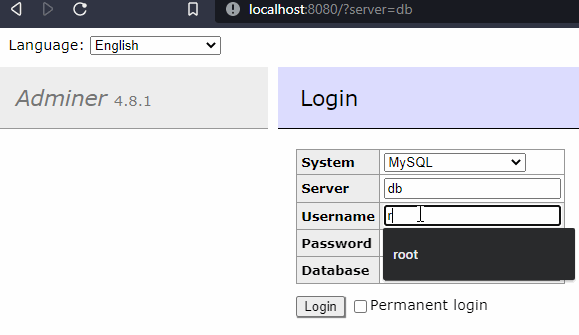 localhost:8080/?server=db
Language: English
Adminer 4.8.1
Login
System MySQL
Server db
Username r
Password
root
Database
Login Permanent login